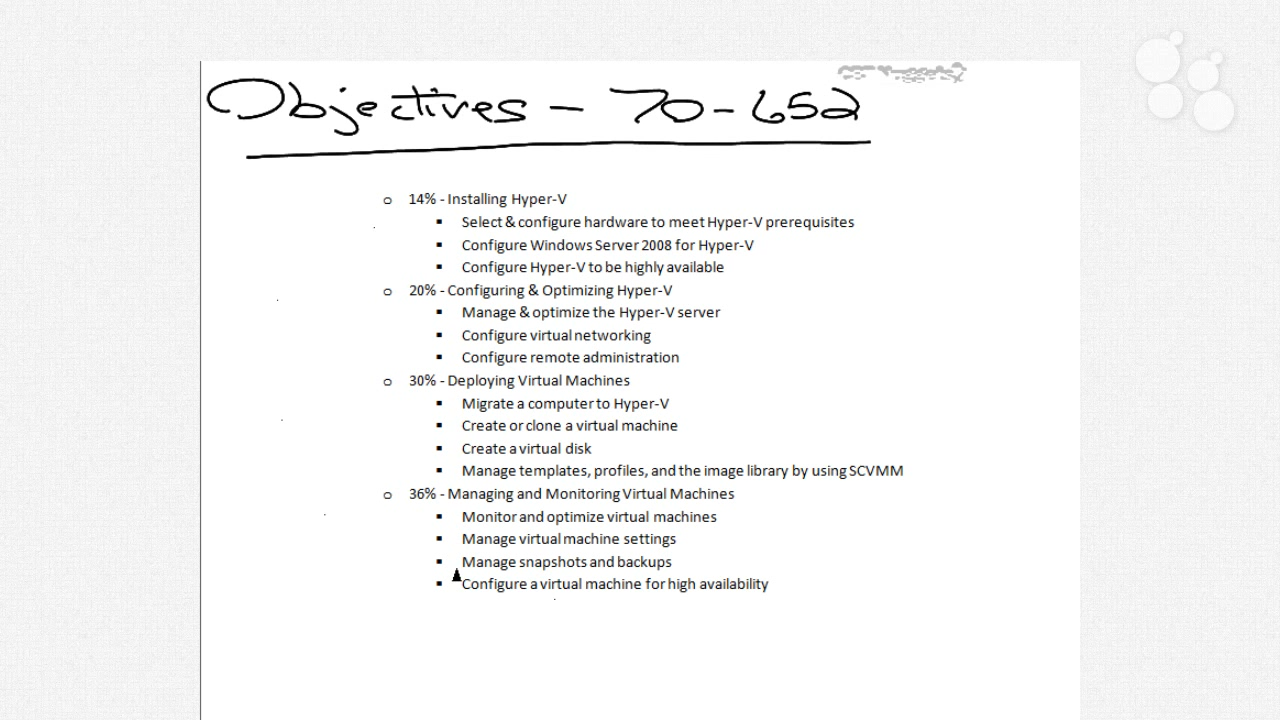 Objectives - 70-652
o 14% - Installing Hyper-V
▪ Select & configure hardware to meet Hyper-V prerequisites
▪ Configure Windows Server 2008 for Hyper-V
▪ Configure Hyper-V to be highly available
o 20% - Configuring & Optimizing Hyper-V
▪ Manage & optimize the Hyper-V server
▪ Configure virtual networking
▪ Configure remote administration
o 30% - Deploying Virtual Machines
▪ Migrate a computer to Hyper-V
▪ Create or clone a virtual machine
▪ Create a virtual disk
▪ Manage templates, profiles, and the image library by using SCVMM
o 36% - Managing and Monitoring Virtual Machines
▪ Monitor and optimize virtual machines
▪ Manage virtual machine settings
▪ Manage snapshots and backups
▪ Configure a virtual machine for high availability